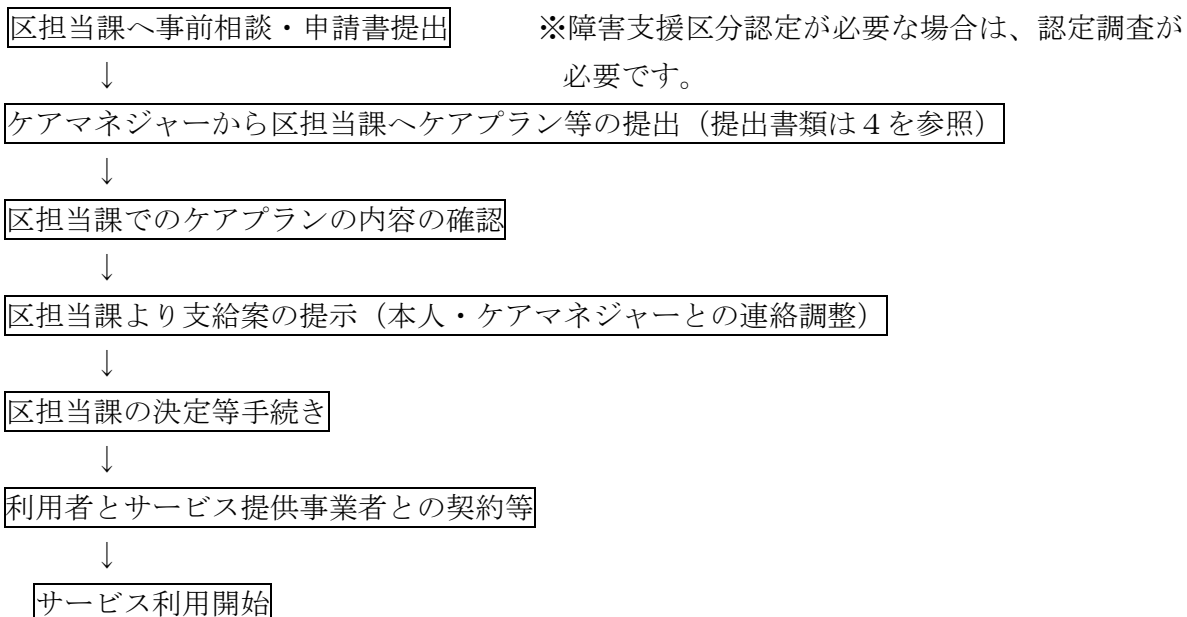 区担当課へ事前相談・申請書提出　　※障害支援区分認定が必要な場合は、認定調査が
↓　　必要です。
ケアマネジャーから区担当課へケアプラン等の提出（提出書類は４を参照）
↓
区担当課でのケアプランの内容の確認
↓
区担当課より支給案の提示（本人・ケアマネジャーとの連絡調整）
↓
区担当課の決定等手続き
↓
利用者とサービス提供事業者との契約等
↓
サービス利用開始